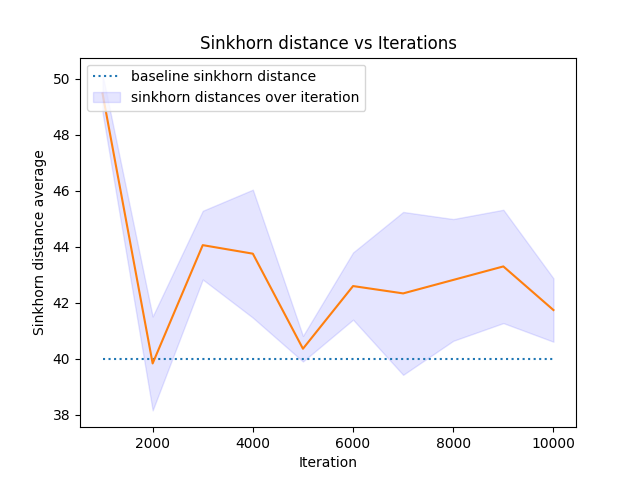 Sinkhorn distance vs Iterations
baseline sinkhorn distance
sinkhorn distances over iteration
Sinkhorn distance average
50
48
46
44
42
40
38
2000 4000 6000 8000 10000
Iteration